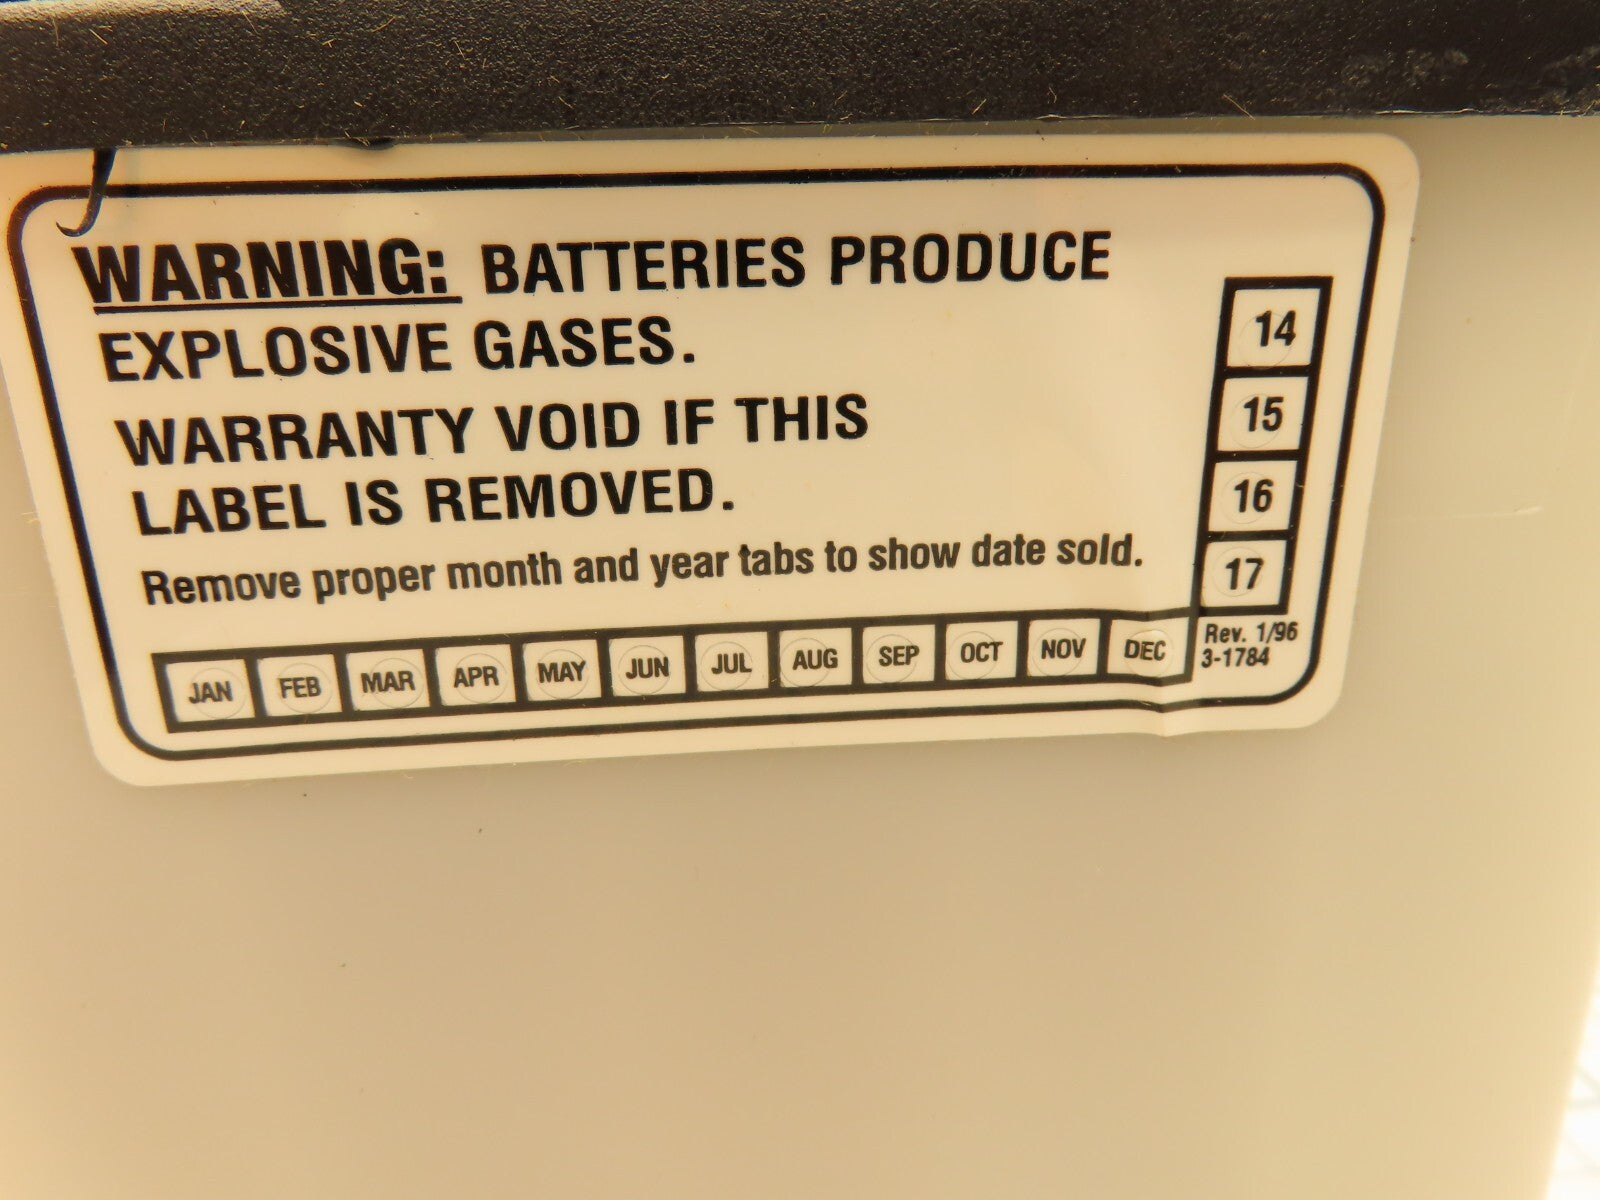 WARNING: BATTERIES PRODUCE
EXPLOSIVE GASES.
WARRANTY VOID IF THIS
LABEL IS REMOVED.
Remove proper month and year tabs to show date sold.
14
15
16
17
JAN FEB MAR APR MAY JUN JUL AUG SEP OCT NOV DEC
Rev. 1/96
3-1784